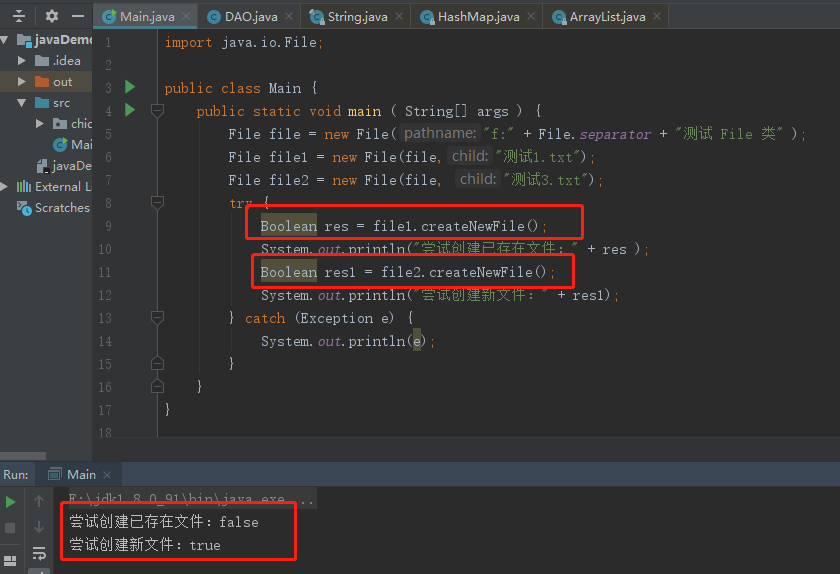 Main.java DAO.java String.java HashMap.java ArrayList.java
javaDemo
.idea
out
src
chic
Mai
javaDe
External L
Scratches
1 import java.io.File;
2
3 public class Main {
4 public static void main ( String[] args ) {
5 File file = new File( pathname: "f:" + File.separator + "测试 File 类" );
6 File file1 = new File(file, child: "测试1.txt");
7 File file2 = new File(file, child: "测试3.txt");
8 try {
9 Boolean res = file1.createNewFile();
10 System.out.println("尝试创建已存在文件：" + res );
11 Boolean res1 = file2.createNewFile();
12 System.out.println("尝试创建新文件：" + res1);
13 } catch (Exception e) {
14 System.out.println(e);
15 }
16 }
17 }
18
Run: Main
F:\jdk1.8.0_91\bin\java.exe ...
尝试创建已存在文件：false
尝试创建新文件：true